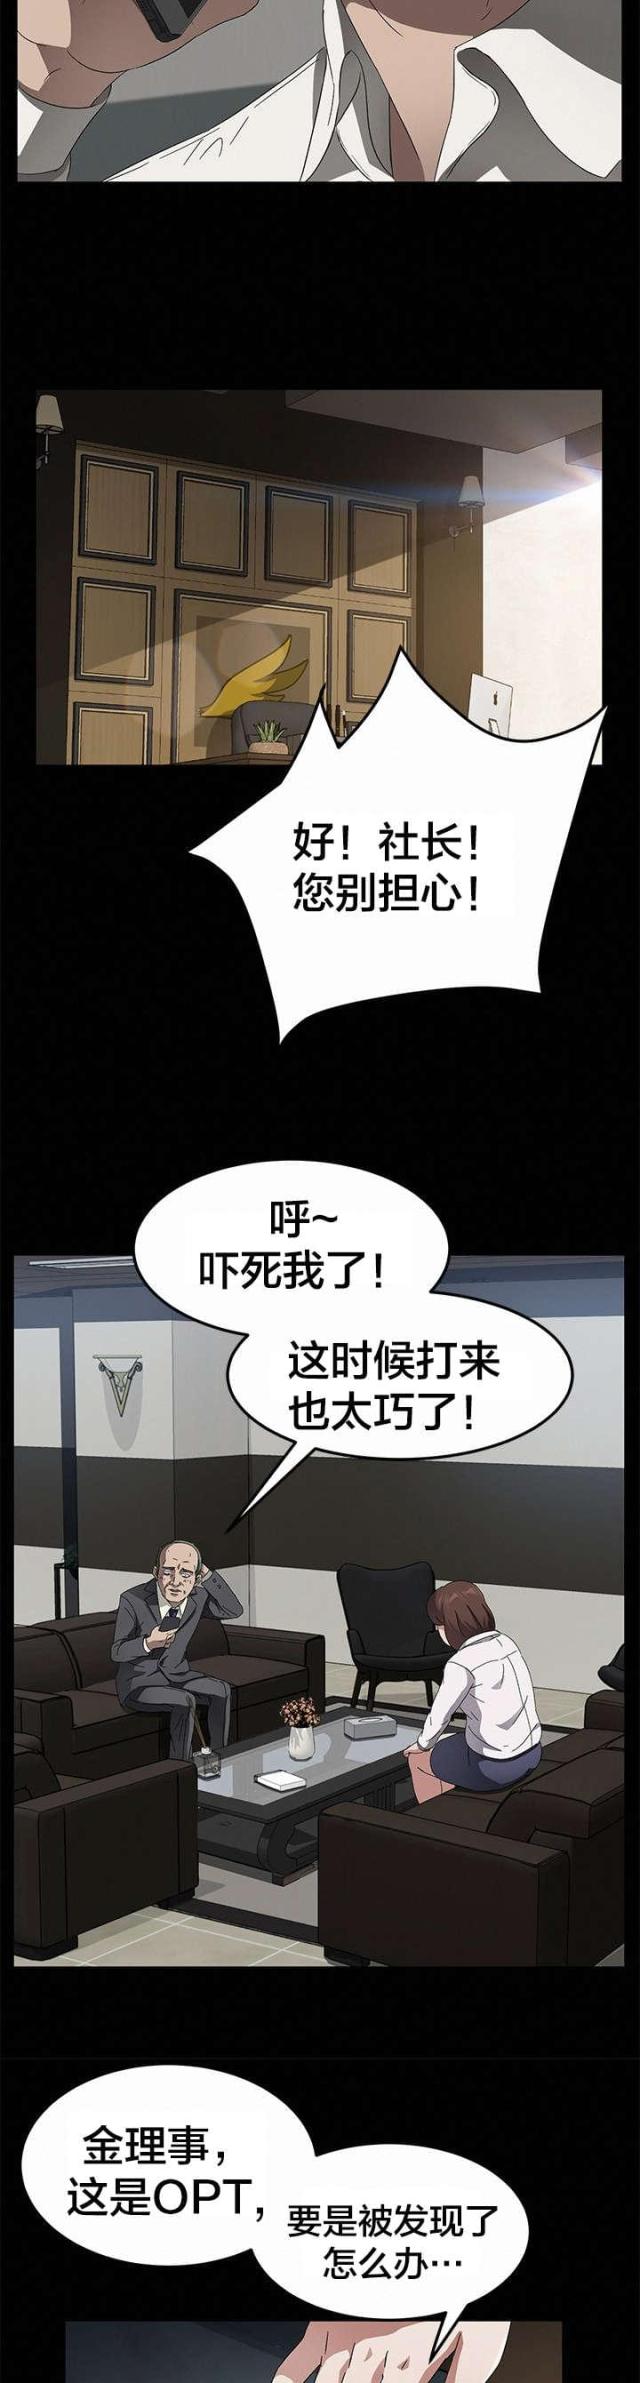 好！社长！
您别担心！
呼~
吓死我了！
这时候打来
也太巧了！
金理事，
这是OPT，
要是被发现了
怎么办…